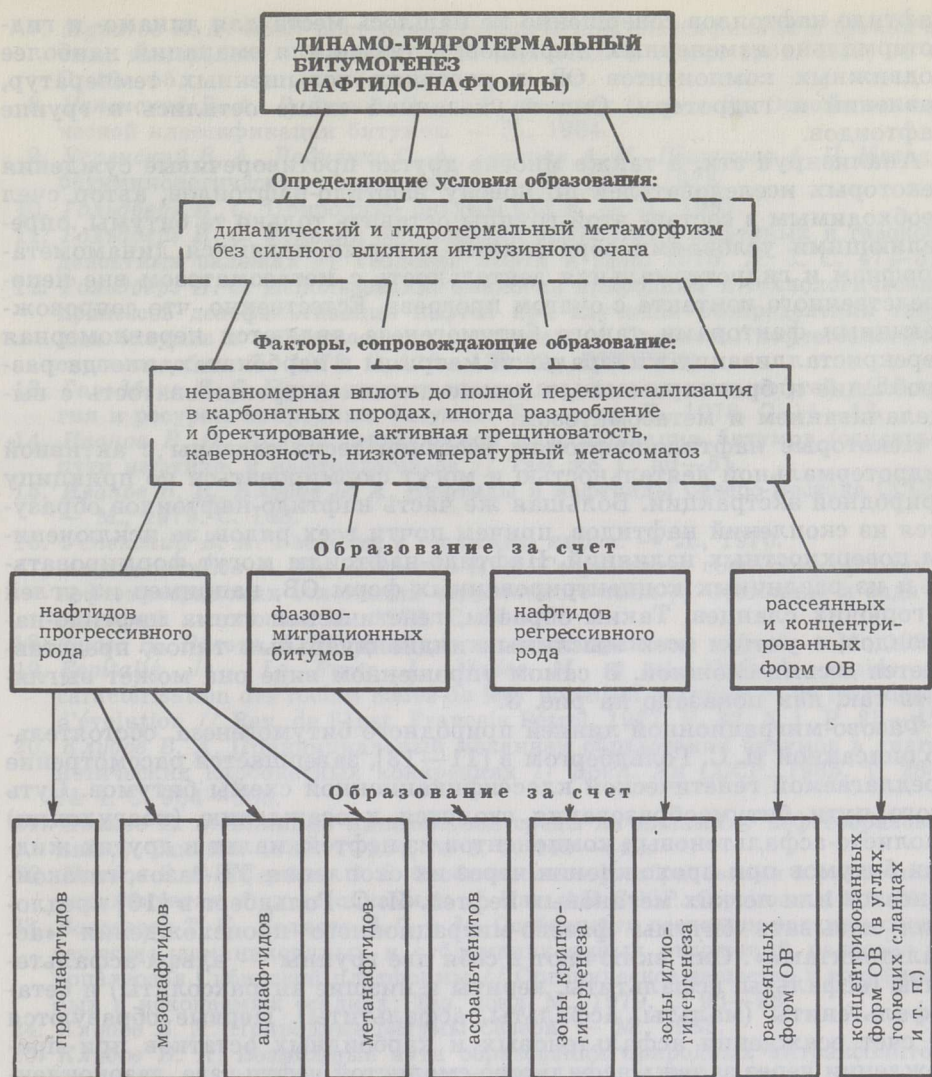 ДИНАМО-ГИДРОТЕРМАЛЬНЫЙ
БИТУМОГЕНЕЗ
(НАФТИДО-НАФТОИДЫ)
Определяющие условия образования:
динамический и гидротермальный метаморфизм
без сильного влияния интрузивного очага
Факторы, сопровождающие образование:
неравномерная вплоть до полной перекристаллизация
в карбонатных породах, иногда раздробление
и брекчирование, активная трещиноватость,
кавернозность, низкотемпературный метасоматоз
Образование за счет
нафтидов
прогрессивного
рода
фазово-
миграционных
битумов
нафтидов
регрессивного
рода
рассеянных
и концентри-
рованных
форм ОВ
Образование за счет
протонафтидов
мезонафтидов
апонафтидов
метанафтидов
асфальтенитов
зоны крипто-
гипергенеза
зоны идио-
гипергенеза
рассеянных
форм ОВ
концентрированных
форм ОВ (в углях,
горючих сланцах
и т. п.)